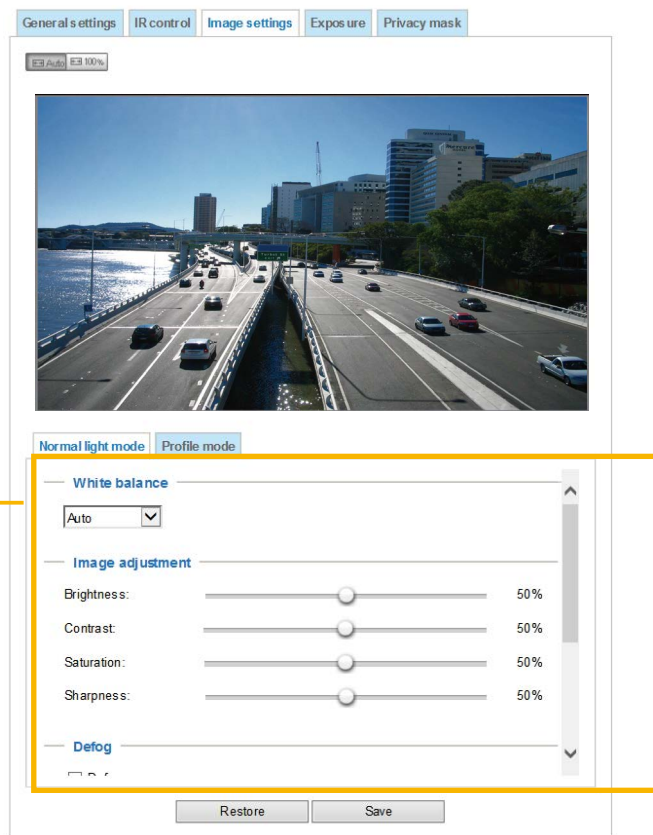 General settings IR control Image settings Exposure Privacy mask
Auto 100%
Normal light mode Profile mode
White balance
Auto
Image adjustment
Brightness: 50%
Contrast: 50%
Saturation: 50%
Sharpness: 50%
Defog
Restore Save